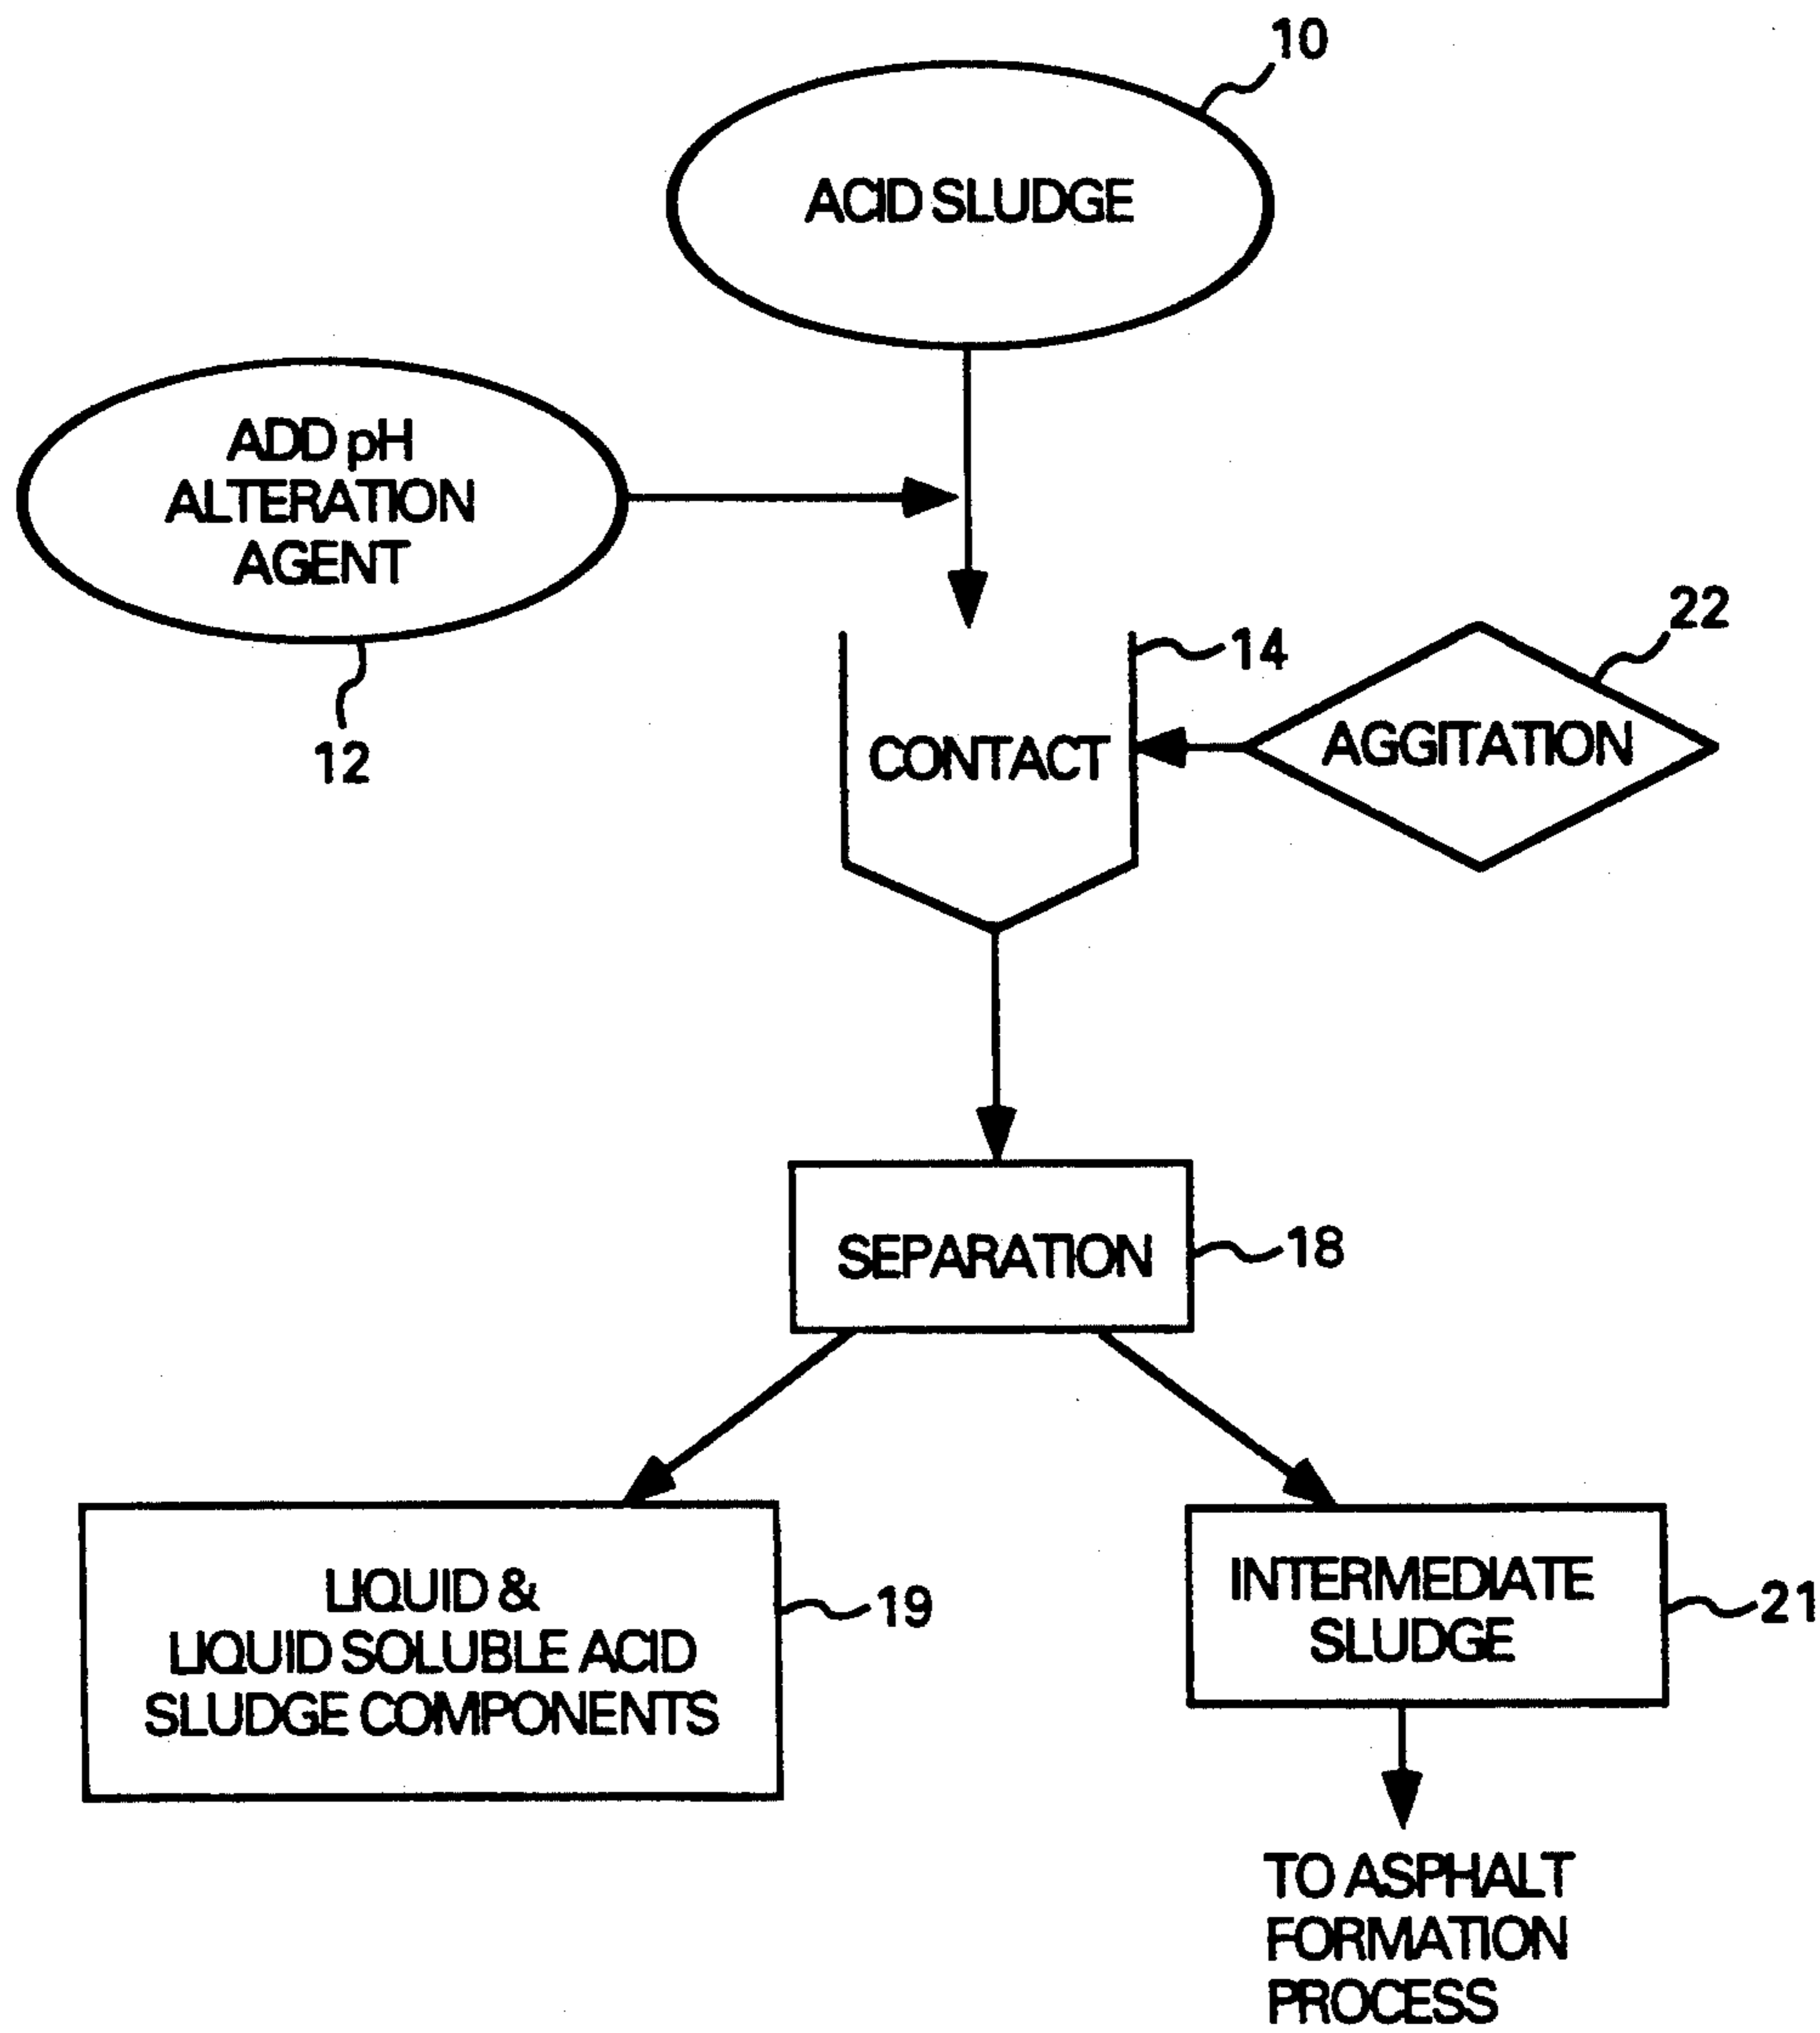 10
ACID SLUDGE
ADD pH
ALTERATION
AGENT
12
14
22
CONTACT
AGGITATION
SEPARATION
18
LIQUID &
LIQUID SOLUBLE ACID
SLUDGE COMPONENTS
19
INTERMEDIATE
SLUDGE
21
TO ASPHALT
FORMATION
PROCESS